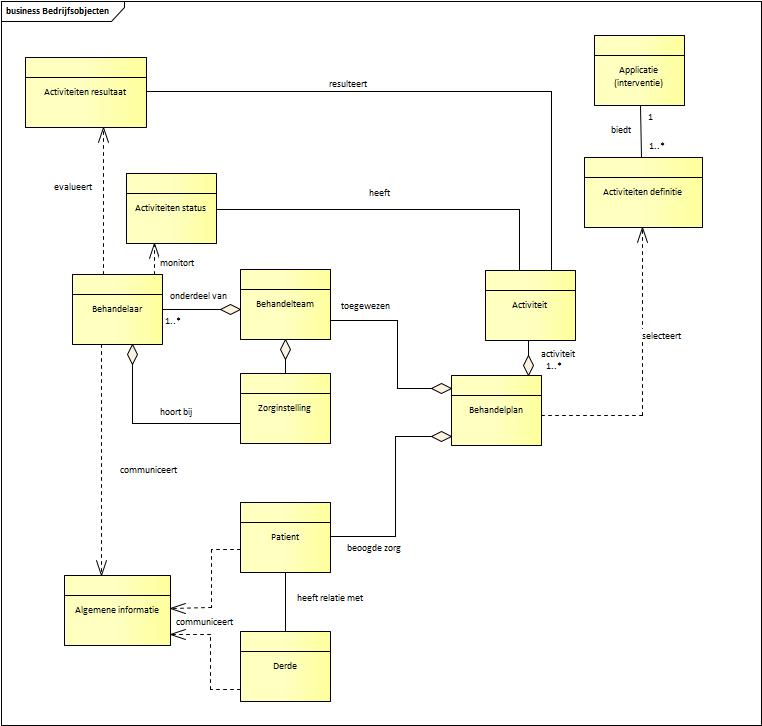 business Bedrijfsobjecten
Applicatie
(interventie)
Activiteiten resultaat
resulteert
1
biedt
1..*
evalueert
Activiteiten status
heeft
Activiteiten definitie
monitort
Behandelaar
onderdeel van
1..*
Behandelteam
toegewezen
Activiteit
selecteert
activiteit
1..*
hoort bij
Zorginstelling
Behandelplan
communiceert
Patient
beoogde zorg
Algemene informatie
heeft relatie met
communiceert
Derde